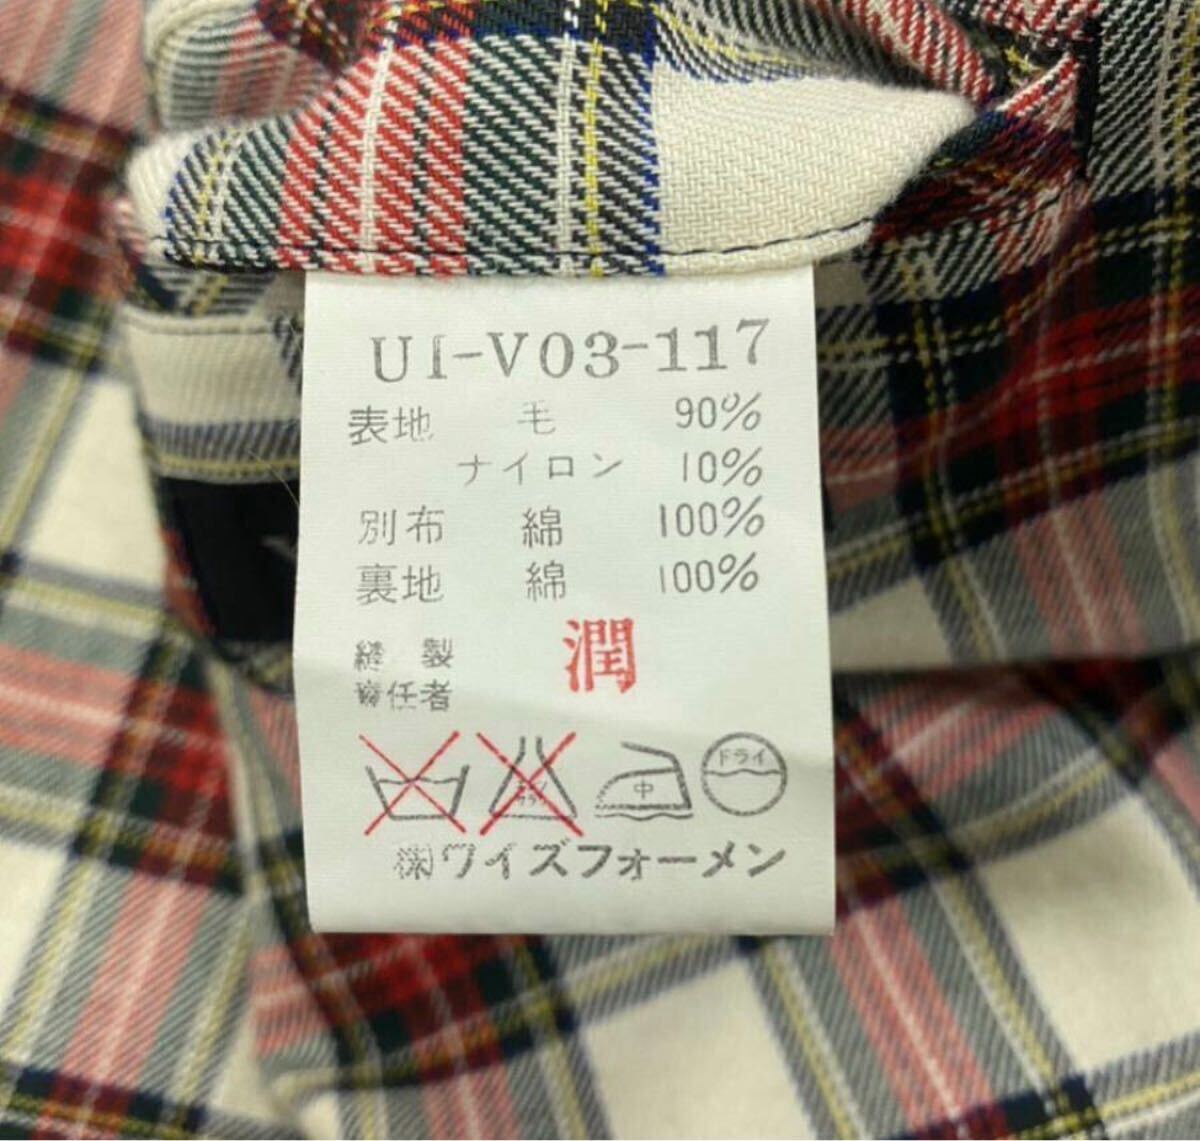 UI-V03-117
表地 毛 90%
ナイロン 10%
別布 綿 100%
裏地 綿 100%
縫製 潤
責任者
中 ドライ
㈱ワイズフォーメン